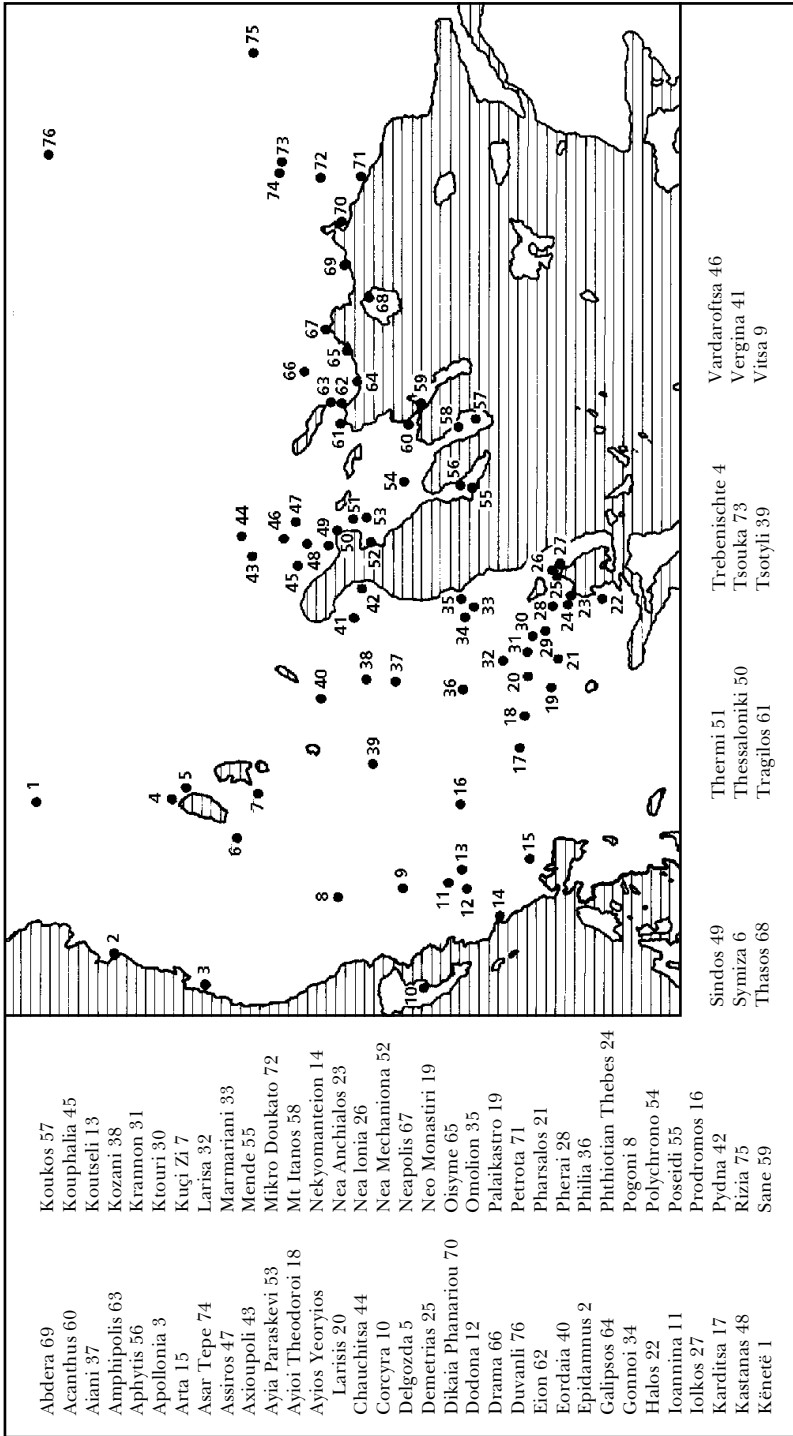 1
2
3
4
5
6
7
8
9
10
11
12
13
14
15
16
17
18
19
20
21
22
23
24
25
26
27
28
29
30
31
32
33
34
35
36
37
38
39
40
41
42
43
44
45
46
47
48
49
50
51
52
53
54
55
56
57
58
59
60
61
62
63
64
65
66
67
68
69
70
71
72
73
74
75
76
Abdera 69
Acanthus 60
Aiani 37
Amphipolis 63
Aphytis 56
Apollonia 3
Arta 15
Asar Tepe 74
Assiros 47
Axioupoli 43
Ayia Paraskevi 53
Ayioi Theodoroi 18
Ayios Yeoryios
Larisis 20
Chauchitsa 44
Corcyra 10
Delgozda 5
Demetrias 25
Dikaia Phanariou 70
Dodona 12
Drama 66
Duvanli 76
Eion 62
Eordaia 40
Epidamnus 2
Galipsos 64
Gonnoi 34
Halos 22
Ioannina 11
Iolkos 27
Karditsa 17
Kastanas 48
Kënetë 1
Koukos 57
Kouphalia 45
Koutseli 13
Kozani 38
Krannon 31
Ktouri 30
Kuçi Zi 7
Larisa 32
Marmariani 33
Mende 55
Mikro Doukato 72
Mt Itanos 58
Nekyomanteion 14
Nea Anchialos 23
Nea Ionia 26
Nea Mechaniona 52
Neapolis 67
Neo Monastiri 19
Oisyme 65
Omolion 35
Palaikastro 19
Petrota 71
Pharsalos 21
Pherai 28
Philia 36
Phthiotian Thebes 24
Pogoni 8
Polychrono 54
Poseidi 55
Prodromos 16
Pydna 42
Rizia 75
Sane 59
Sindos 49
Symiza 6
Thasos 68
Thermi 51
Thessaloniki 50
Tragilos 61
Trebenischte 4
Tsouka 73
Tsotyli 39
Vardaroftsa 46
Vergina 41
Vitsa 9